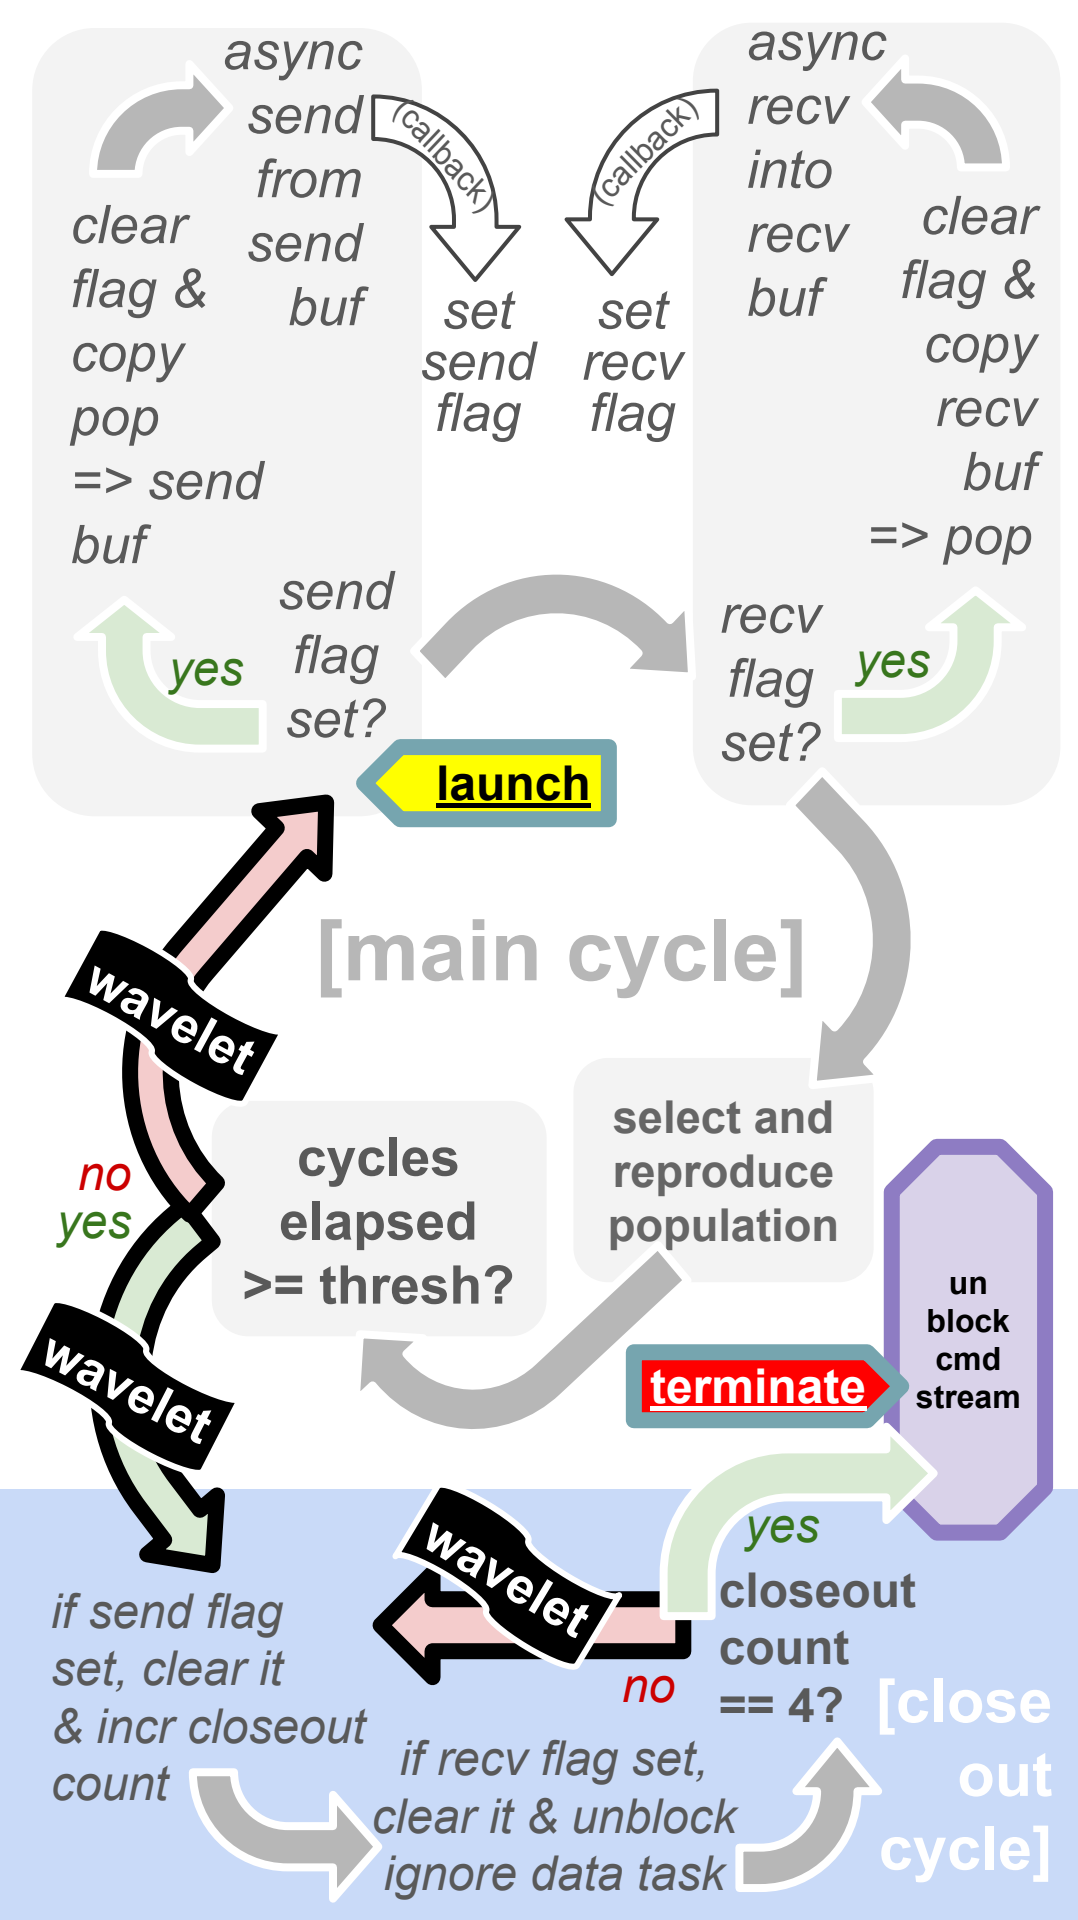 async
send
from
send
buf
(callback)
set
send
flag
clear
flag &
copy
pop
=> send
buf
yes
send
flag
set?
async
recv
into
recv
buf
(callback)
set
recv
flag
clear
flag &
copy
recv
buf
=> pop
yes
recv
flag
set?
launch
[main cycle]
wavelet
no
yes
wavelet
cycles
elapsed
>= thresh?
select and
reproduce
population
un
block
cmd
stream
terminate
yes
wavelet
no
closeout
count
== 4?
if send flag
set, clear it
& incr closeout
count
if recv flag set,
clear it & unblock
ignore data task
[close
out
cycle]